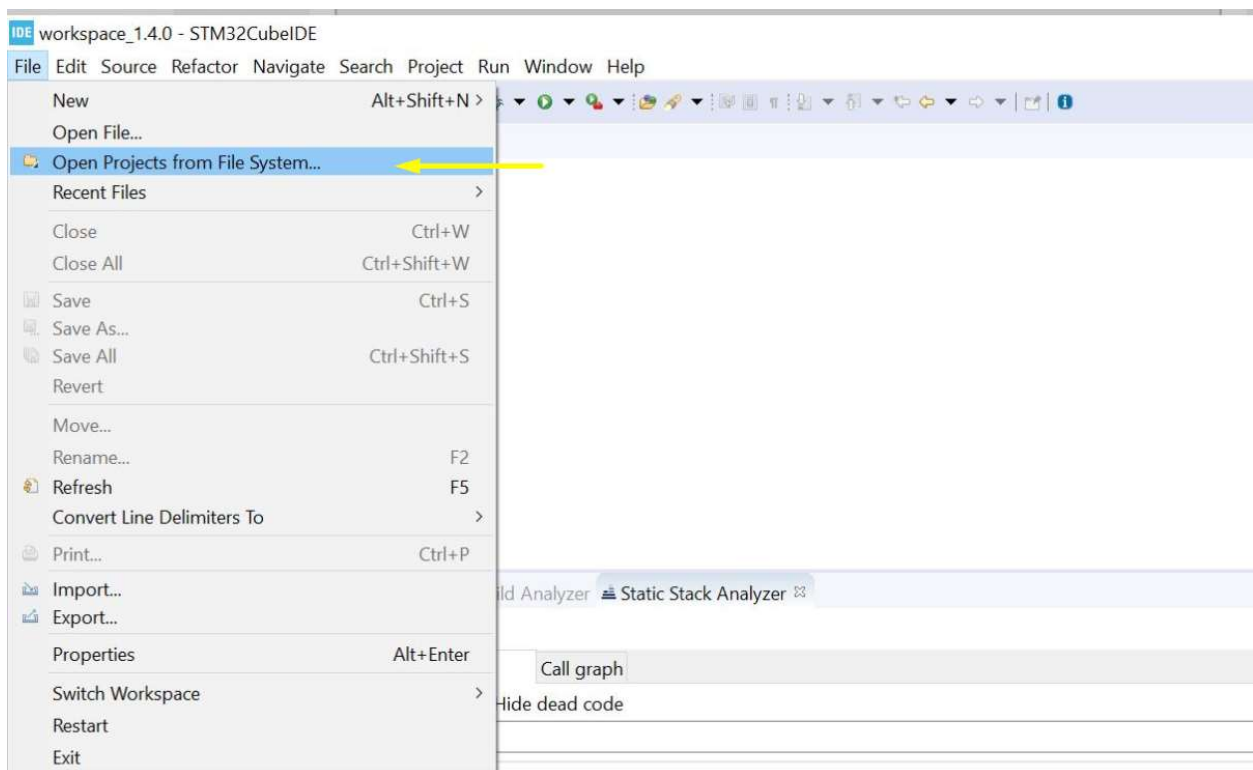 IDE workspace_1.4.0 - STM32CubeIDE
File Edit Source Refactor Navigate Search Project Run Window Help
New Alt+Shift+N >
Open File...
Open Projects from File System...
Recent Files >
Close Ctrl+W
Close All Ctrl+Shift+W
Save Ctrl+S
Save As...
Save All Ctrl+Shift+S
Revert
Move...
Rename... F2
Refresh F5
Convert Line Delimiters To >
Print... Ctrl+P
Import...
Export...
Properties Alt+Enter
Switch Workspace >
Restart
Exit
ild Analyzer Static Stack Analyzer
Call graph
Hide dead code